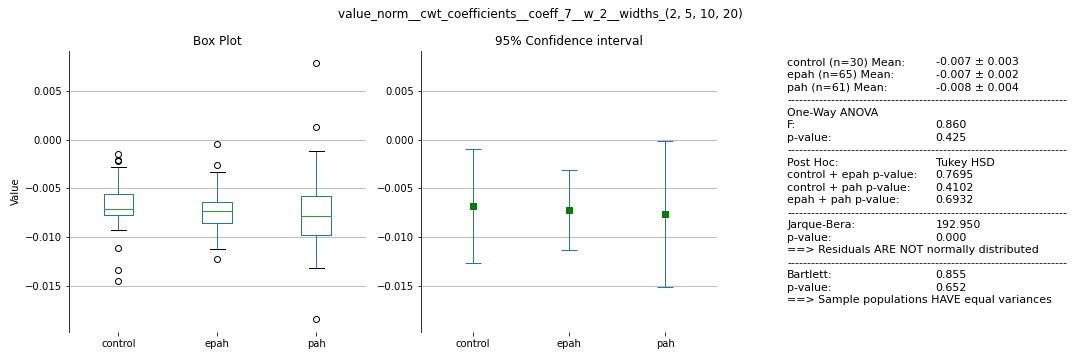 value_norm__cwt_coefficients__coeff_7__w_2__widths_(2, 5, 10, 20)
Box Plot
Value
0.005
0.000
−0.005
−0.010
−0.015
control
epah
pah
95% Confidence interval
0.005
0.000
−0.005
−0.010
−0.015
control
epah
pah
control (n=30) Mean: -0.007 ± 0.003
epah (n=65) Mean: -0.007 ± 0.002
pah (n=61) Mean: -0.008 ± 0.004
One-Way ANOVA
F: 0.860
p-value: 0.425
Post Hoc: Tukey HSD
control + epah p-value: 0.7695
control + pah p-value: 0.4102
epah + pah p-value: 0.6932
Jarque-Bera: 192.950
p-value: 0.000
==> Residuals ARE NOT normally distributed
Bartlett: 0.855
p-value: 0.652
==> Sample populations HAVE equal variances